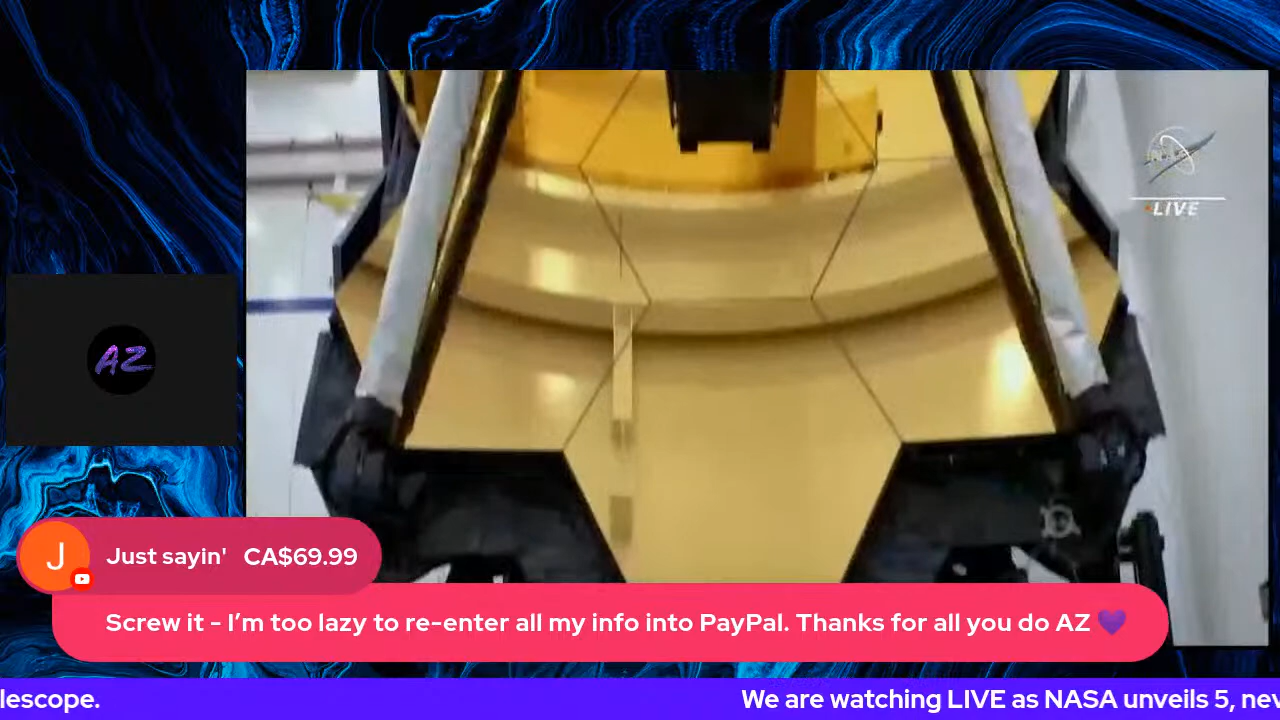 NASA
LIVE
AZ
J
Just sayin' CA$69.99
Screw it - I’m too lazy to re-enter all my info into PayPal. Thanks for all you do AZ 💜
lescope.
We are watching LIVE as NASA unveils 5, nev